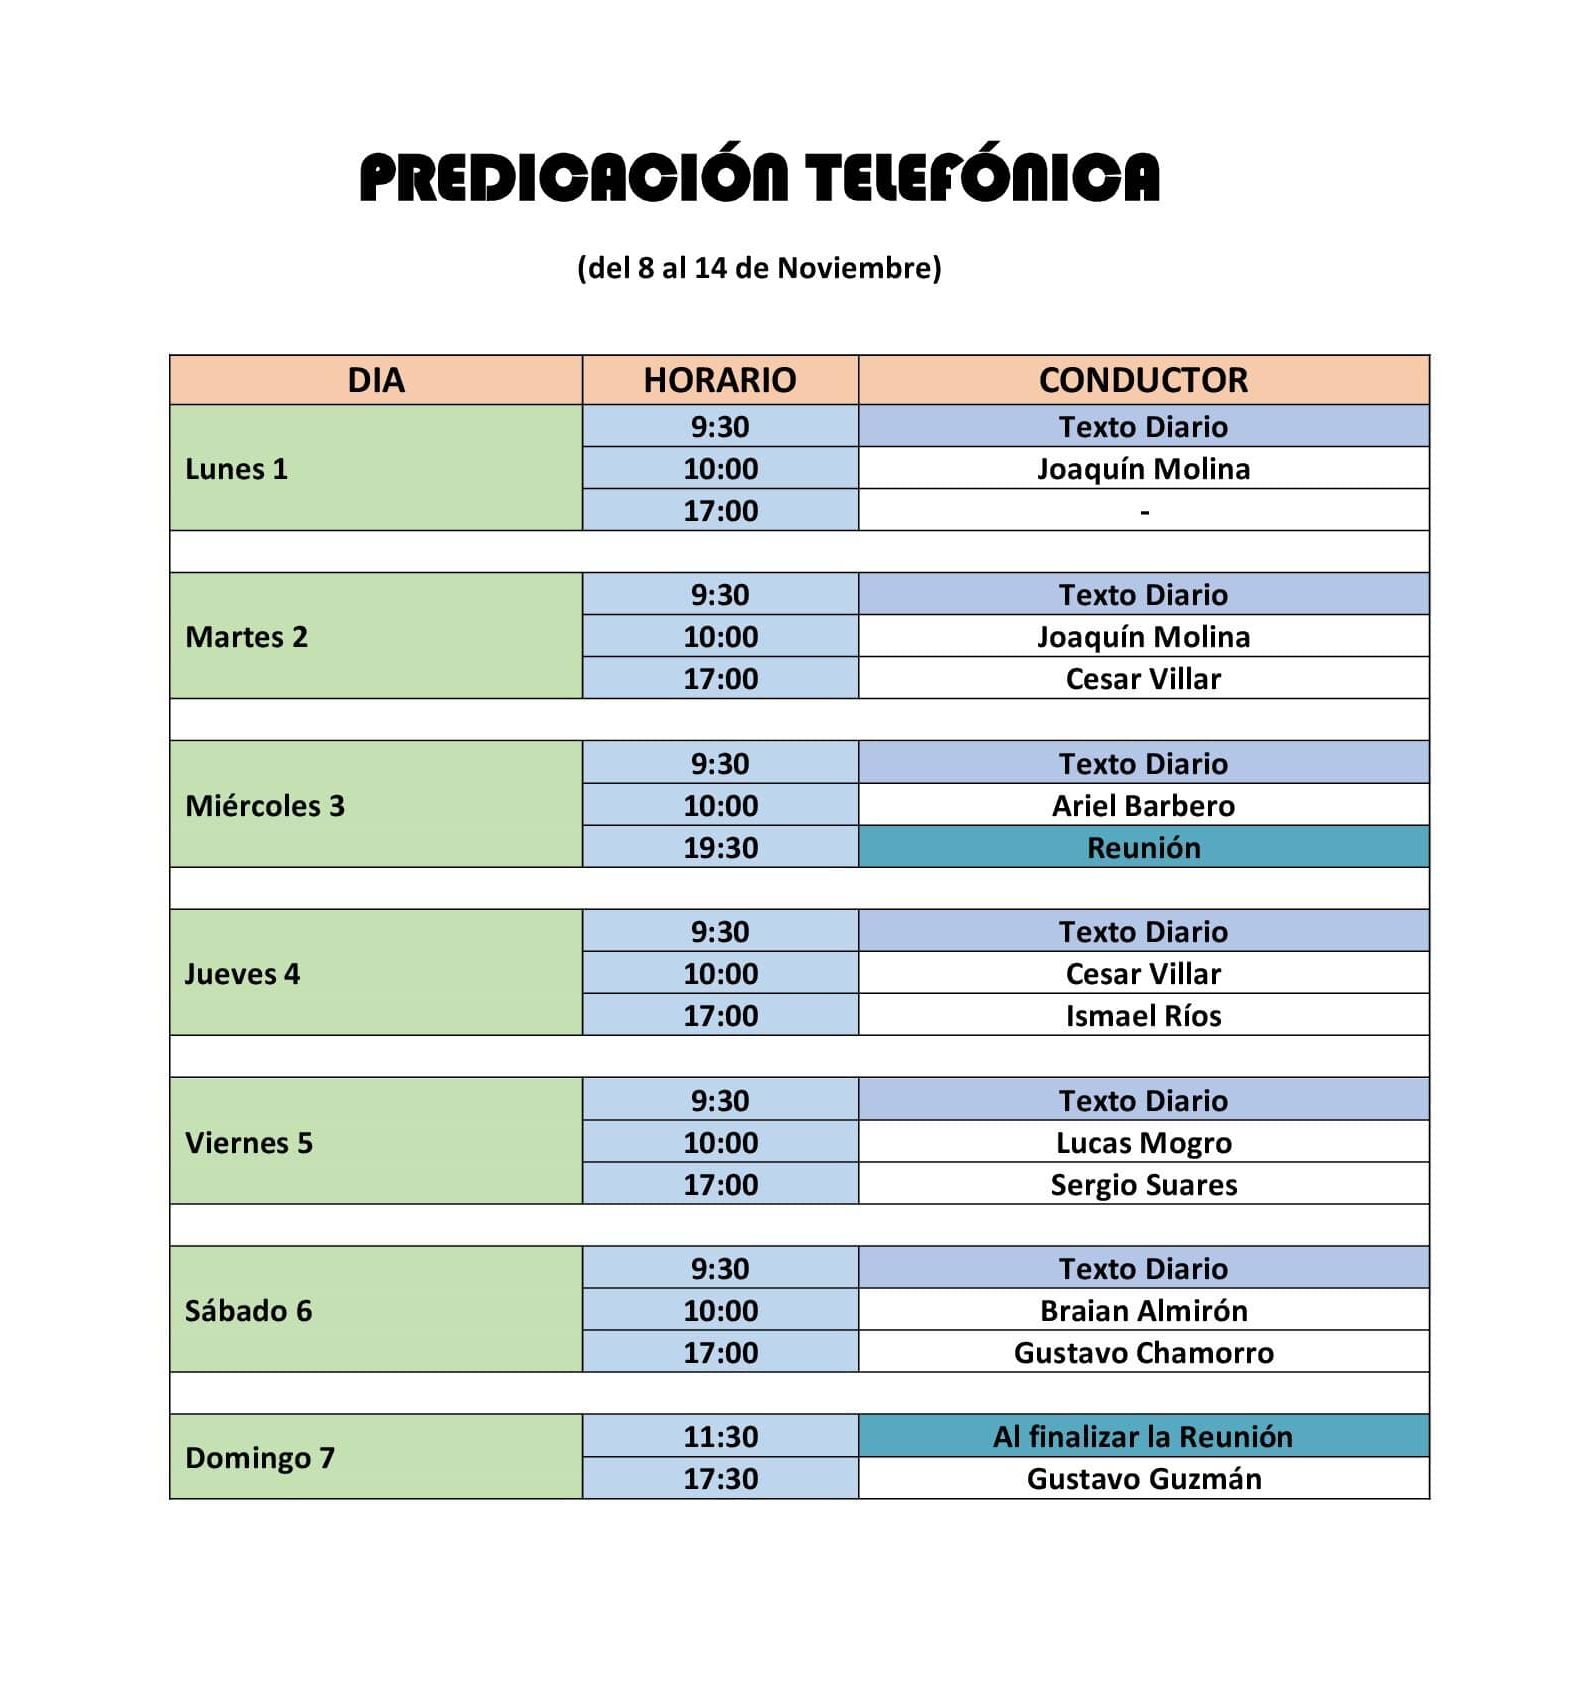 PREDICACIÓN TELEFÓNICA
(del 8 al 14 de Noviembre)
DIA HORARIO CONDUCTOR
Lunes 1
9:30 Texto Diario
10:00 Joaquín Molina
17:00 -
Martes 2
9:30 Texto Diario
10:00 Joaquín Molina
17:00 Cesar Villar
Miércoles 3
9:30 Texto Diario
10:00 Ariel Barbero
19:30 Reunión
Jueves 4
9:30 Texto Diario
10:00 Cesar Villar
17:00 Ismael Ríos
Viernes 5
9:30 Texto Diario
10:00 Lucas Mogro
17:00 Sergio Suares
Sábado 6
9:30 Texto Diario
10:00 Braian Almirón
17:00 Gustavo Chamorro
Domingo 7
11:30 Al finalizar la Reunión
17:30 Gustavo Guzmán